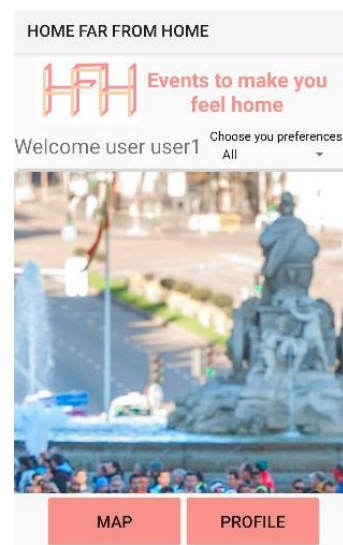 HOME FAR FROM HOME
HFH
Events to make you
feel home
Welcome user user1
Choose you preferences
All
MAP
PROFILE